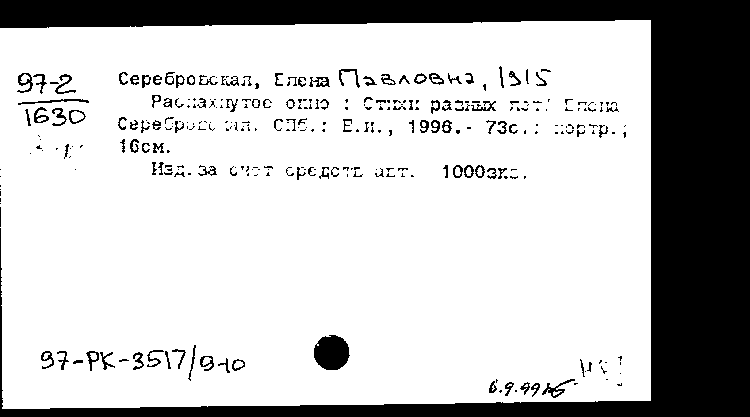 97-2 Серебровская, Елена Павловна, 1915
1630 Распахнутое окно : Стихи разных лет/ Елена
Серебровская. СПб.: Б.и., 1996.- 73с.: портр.;
16см.
Изд.за счет средств авт. 1000экз.
97-РК-3517/9-10
6.9.99